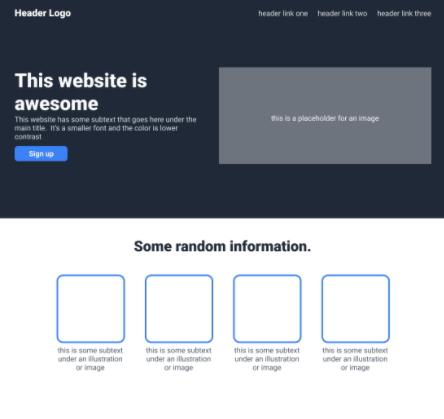 Header Logo
header link one header link two header link three
This website is
awesome
This website has some subtext that goes here under the
main title. It's a smaller font and the color is lower
contrast
Sign up
this is a placeholder for an image
Some random information.
this is some subtext
under an illustration
or image
this is some subtext
under an illustration
or image
this is some subtext
under an illustration
or image
this is some subtext
under an illustration
or image